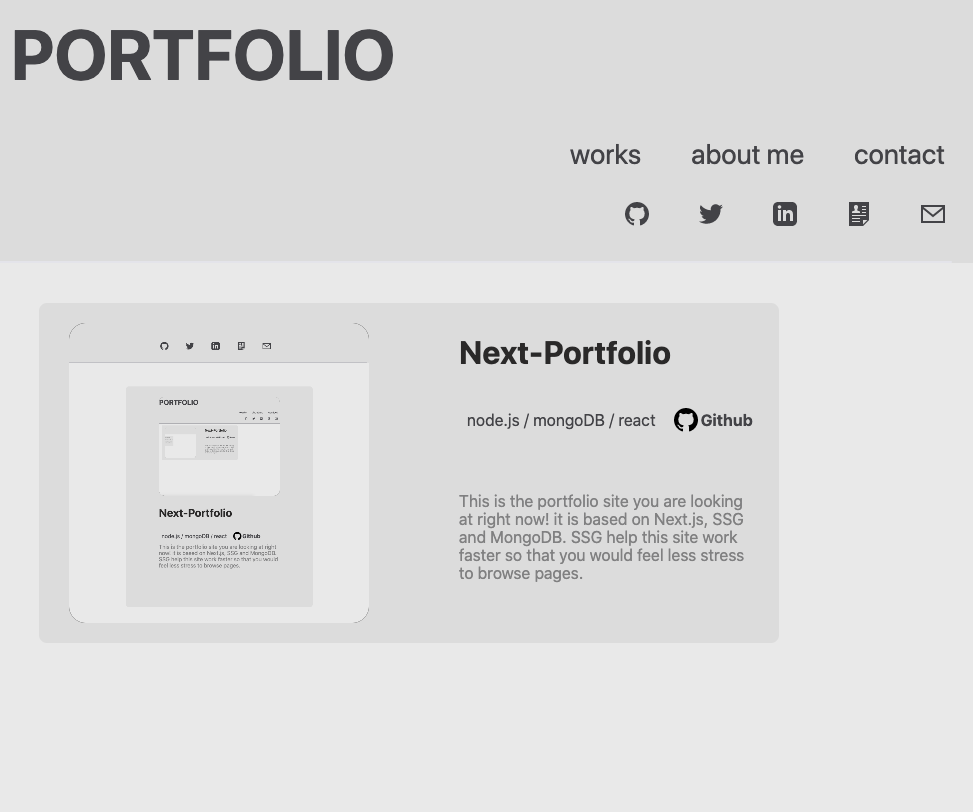 PORTFOLIO
works about me contact
Next-Portfolio
node.js / mongoDB / react Github
This is the portfolio site you are looking
at right now! it is based on Next.js, SSG
and MongoDB. SSG help this site work
faster so that you would feel less stress
to browse pages.
PORTFOLIO
Next-Portfolio
Next-Portfolio
node.js / mongoDB / react Github
This is the portfolio site you are looking at right
now! it is based on Next.js, SSG and MongoDB.
SSG help this site work faster so that you would
feel less stress to browse pages.